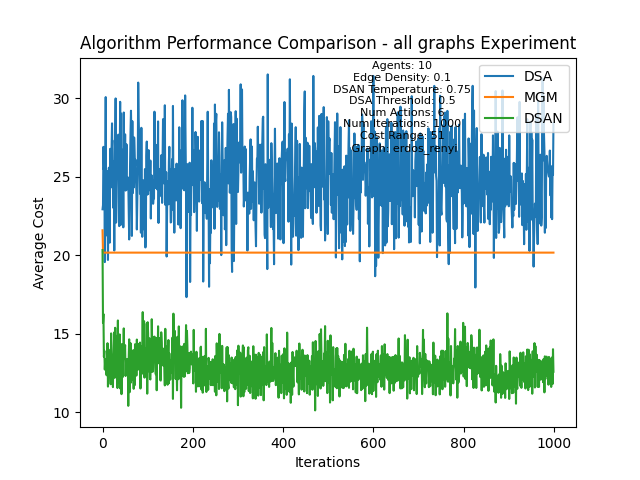 Algorithm Performance Comparison - all graphs Experiment
Agents: 10
Edge Density: 0.1
DSAN Temperature: 0.75
DSA Threshold: 0.5
Num Actions: 6
Num Iterations: 1000
Cost Range: 51
Graph: erdos_renyi
DSA
MGM
DSAN
Average Cost
30
25
20
15
10
0
200
400
600
800
1000
Iterations